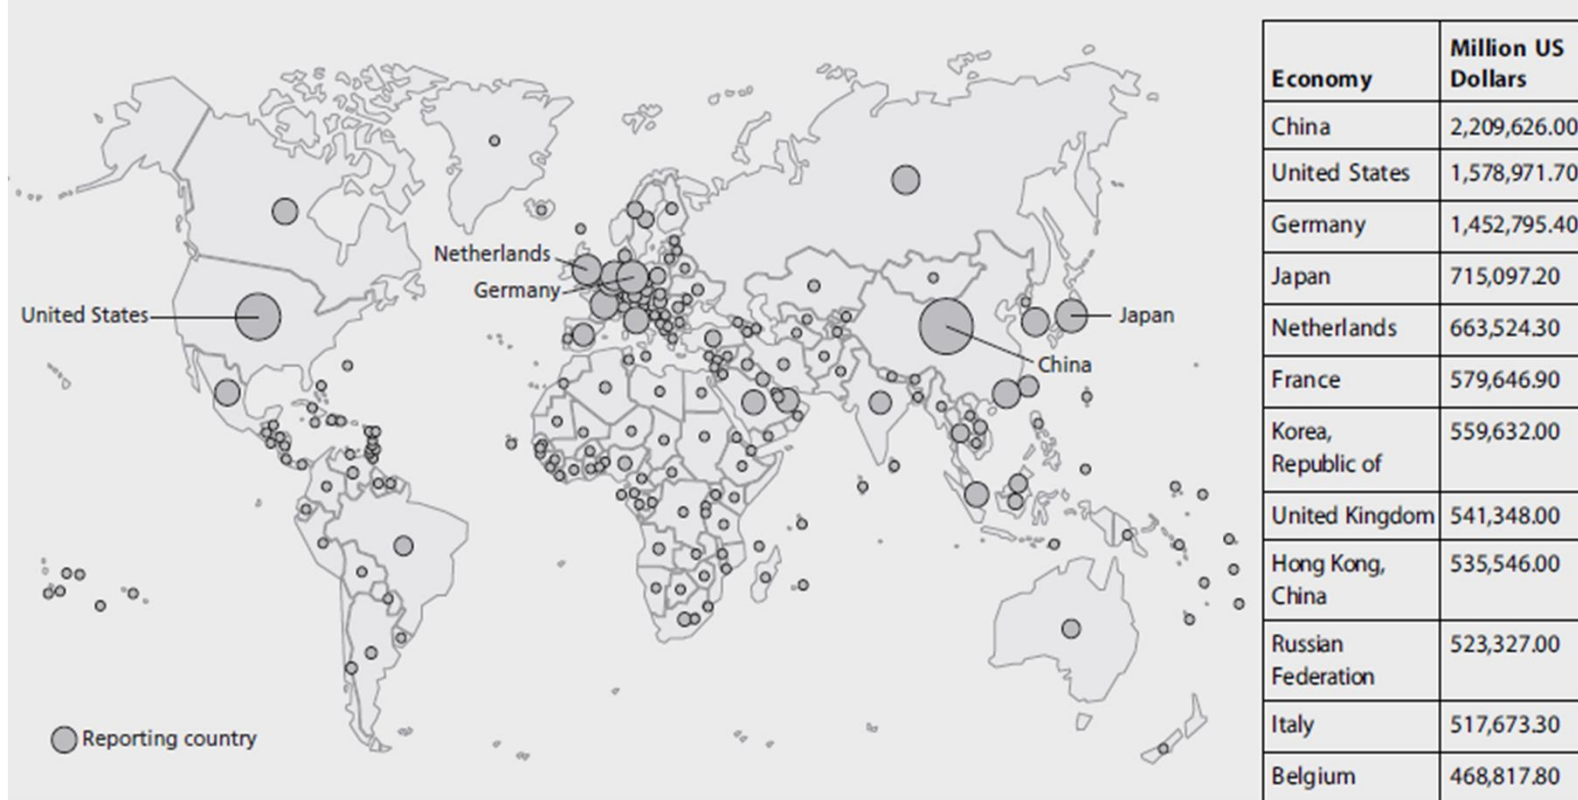 Netherlands
Germany
United States
Japan
China
Reporting country
Economy Million US Dollars
China 2,209,626.00
United States 1,578,971.70
Germany 1,452,795.40
Japan 715,097.20
Netherlands 663,524.30
France 579,646.90
Korea, Republic of 559,632.00
United Kingdom 541,348.00
Hong Kong, China 535,546.00
Russian Federation 523,327.00
Italy 517,673.30
Belgium 468,817.80